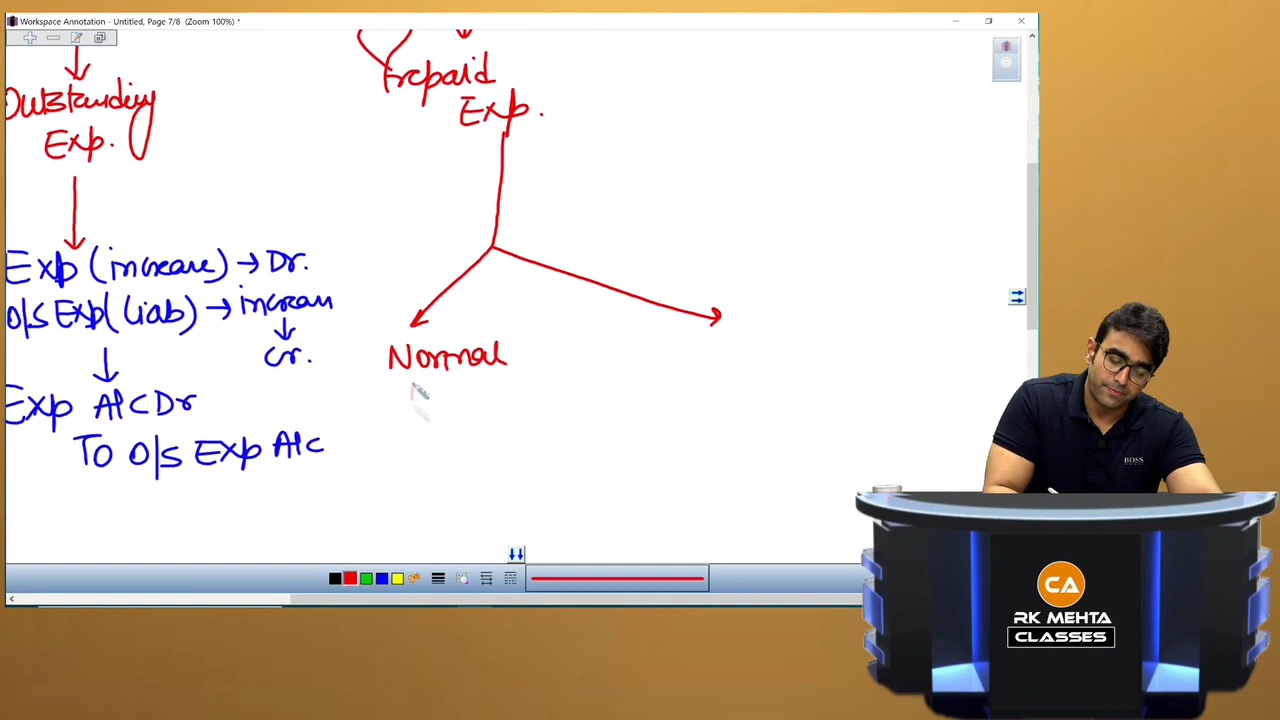 Workspace Annotation - Untitled, Page 7/8 (Zoom 100%) *
Outstanding
Exp.
Exp (increase) → Dr.
O/S Exp (liab) → increase
↓
Cr.
Exp A/C Dr
To O/S Exp A/C
Prepaid
Exp.
Normal
BOSS
CA
RK MEHTA
CLASSES